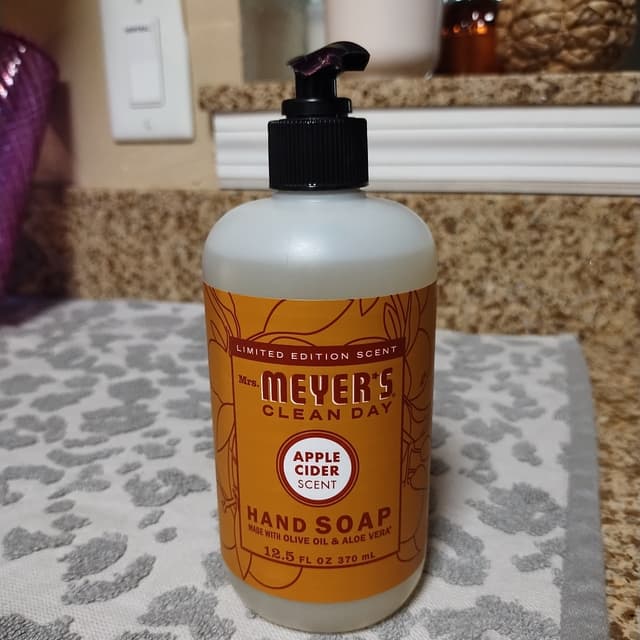 LIMITED EDITION SCENT
Mrs. MEYER'S®
CLEAN DAY
APPLE
CIDER
SCENT
HAND SOAP
MADE WITH OLIVE OIL & ALOE VERA*
12.5 FL OZ 370 mL